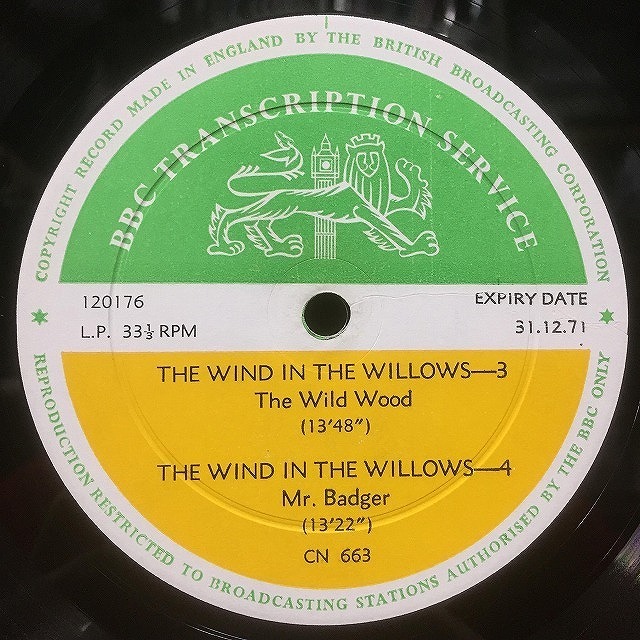 COPYRIGHT RECORD MADE IN ENGLAND BY THE BRITISH BROADCASTING CORPORATION
BBC TRANSCRIPTION SERVICE
120176
EXPIRY DATE
L.P. 33⅓ RPM
31.12.71
THE WIND IN THE WILLOWS—3
The Wild Wood
(13′48″)
THE WIND IN THE WILLOWS—4
Mr. Badger
(13′22″)
CN 663
REPRODUCTION RESTRICTED TO BROADCASTING STATIONS AUTHORISED BY THE BBC ONLY